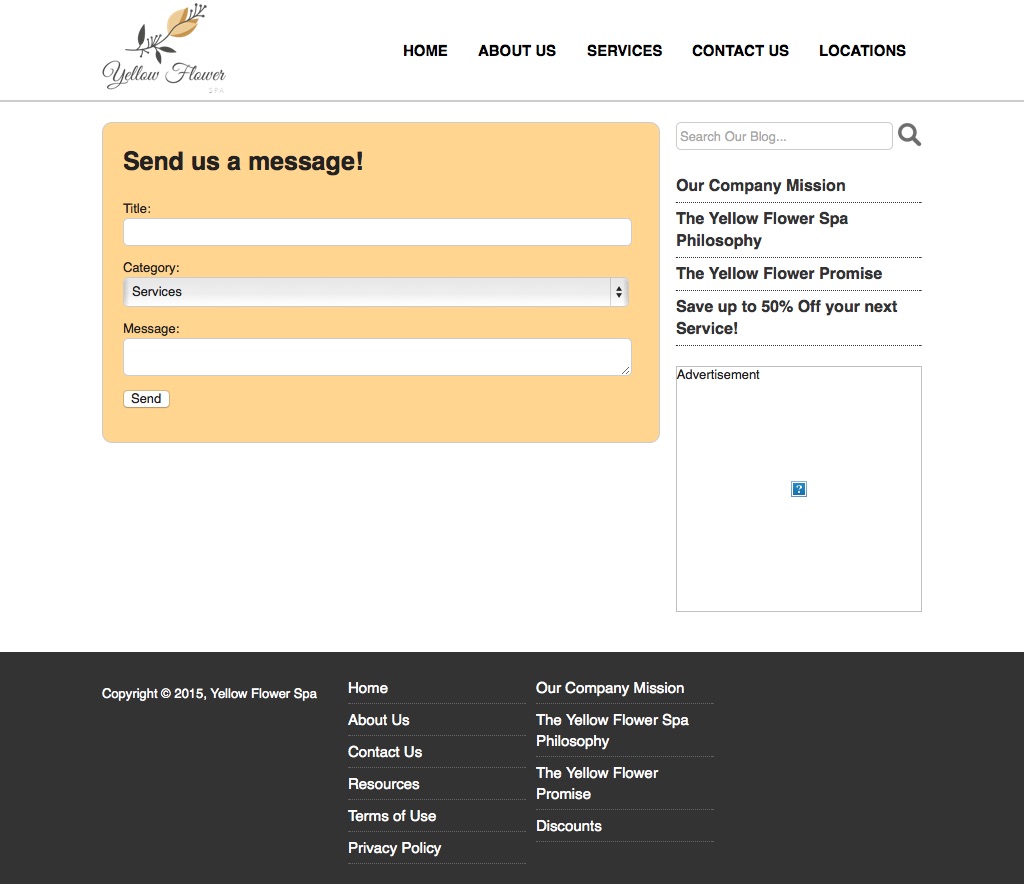 Yellow Flower
SPA
HOME
ABOUT US
SERVICES
CONTACT US
LOCATIONS
Send us a message!
Title:
Category:
Services
Message:
Send
Search Our Blog...
Our Company Mission
The Yellow Flower Spa
Philosophy
The Yellow Flower Promise
Save up to 50% Off your next
Service!
Advertisement
?
Copyright © 2015, Yellow Flower Spa
Home
About Us
Contact Us
Resources
Terms of Use
Privacy Policy
Our Company Mission
The Yellow Flower Spa
Philosophy
The Yellow Flower
Promise
Discounts